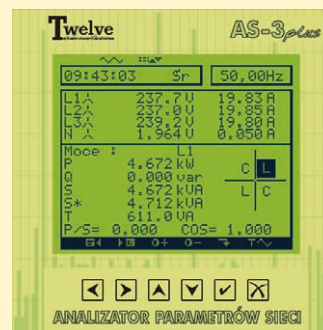 Twelve
AS-3 plus
09:43:03 Śr 50,00Hz
L1 237.7V 19.83A
L2 237.0V 19.85A
L3 239.2V 19.80A
N 1.964V 0.050A
Moce : L1
P 4.672kW
Q 0.000var
S 4.672kVA
S* 4.712kVA
T 611.0VA
P/S= 0.000 COS= 1.000
C L
L C
ANALIZATOR PARAMETRÓW SIECI